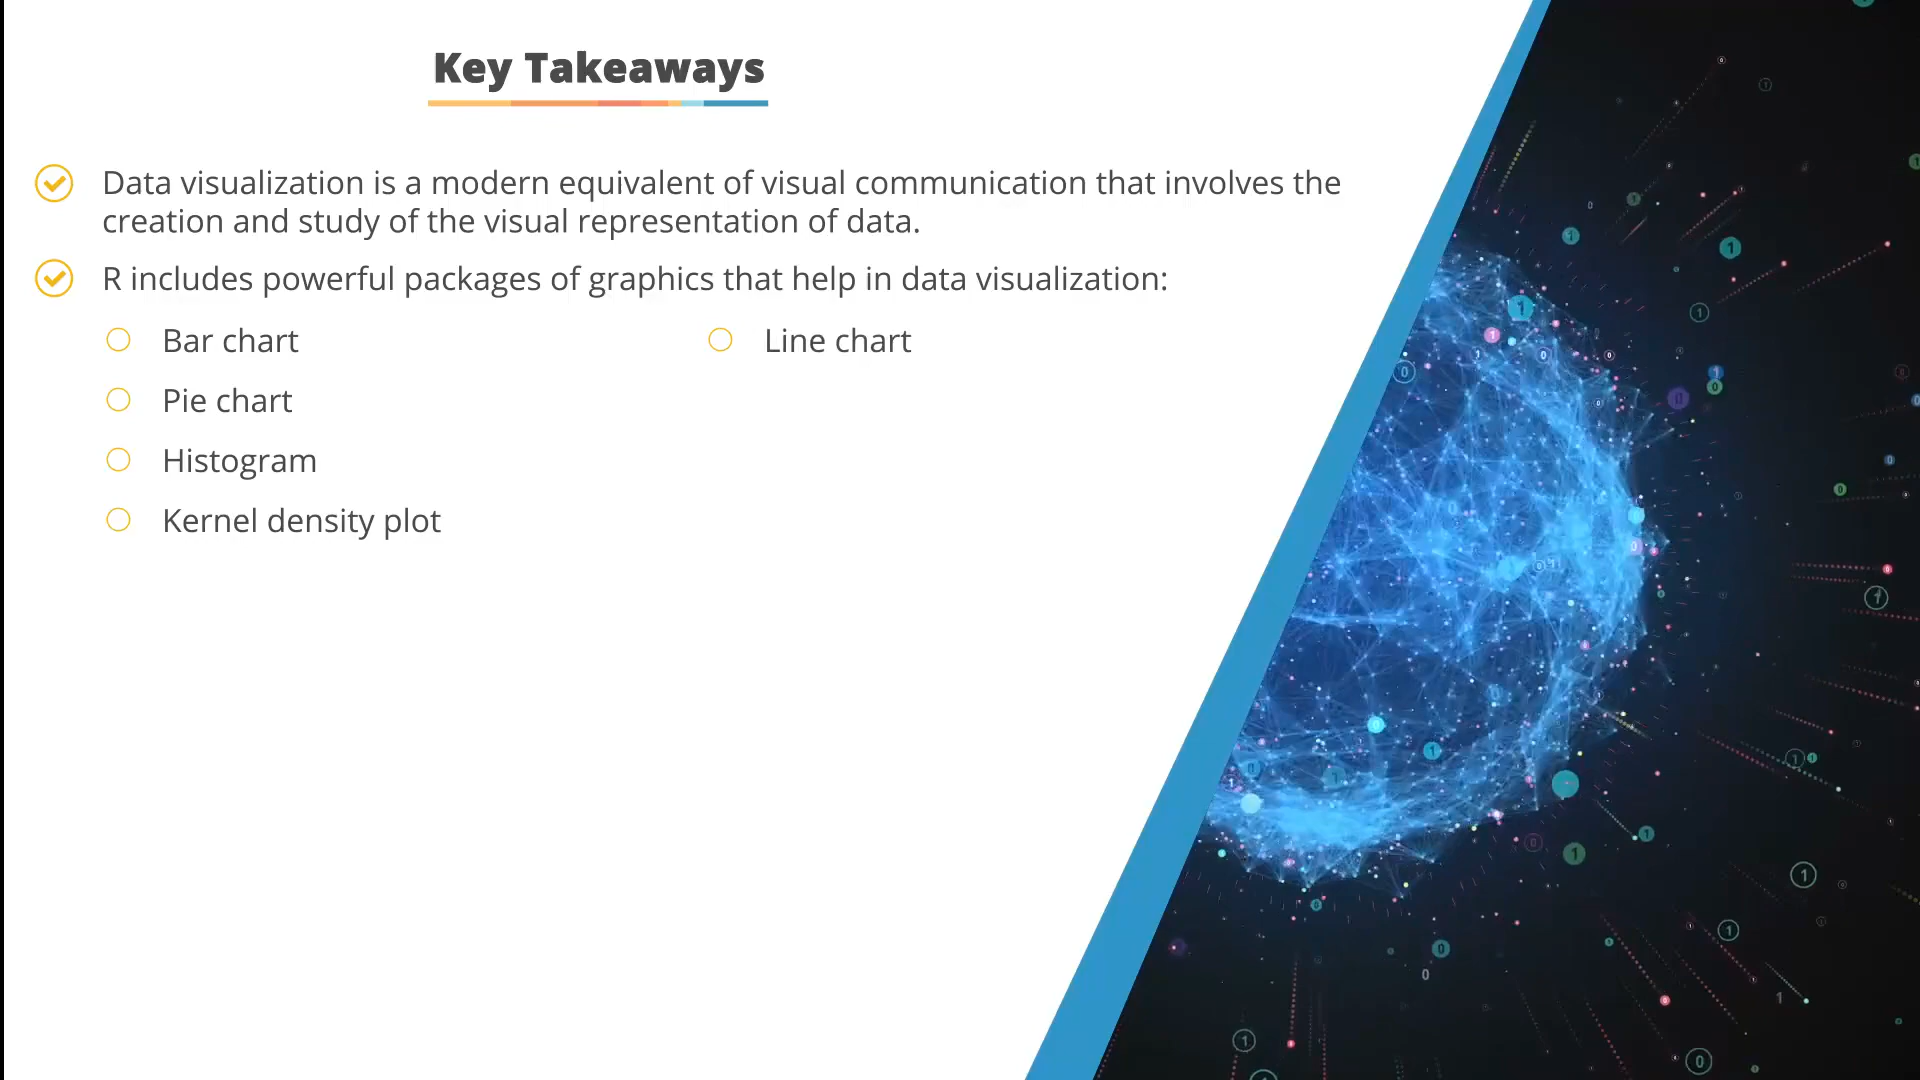 Key Takeaways
Data visualization is a modern equivalent of visual communication that involves the
creation and study of the visual representation of data.
R includes powerful packages of graphics that help in data visualization:
Bar chart
Line chart
Pie chart
Histogram
Kernel density plot